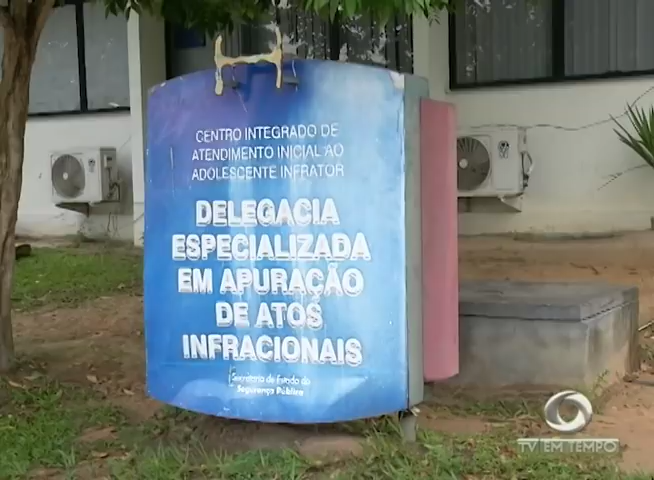 CENTRO INTEGRADO DE
ATENDIMENTO INICIAL AO
ADOLESCENTE INFRATOR
DELEGACIA
ESPECIALIZADA
EM APURAÇÃO
DE ATOS
INFRACIONAIS
Secretaria de Estado de
Segurança Pública
TV EM TEMPO